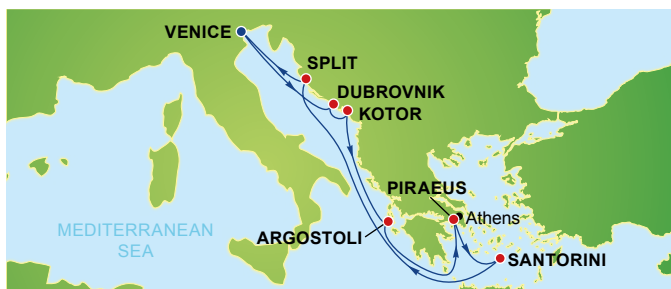 VENICE
SPLIT
DUBROVNIK
KOTOR
PIRAEUS
Athens
MEDITERRANEAN
SEA
ARGOSTOLI
SANTORINI